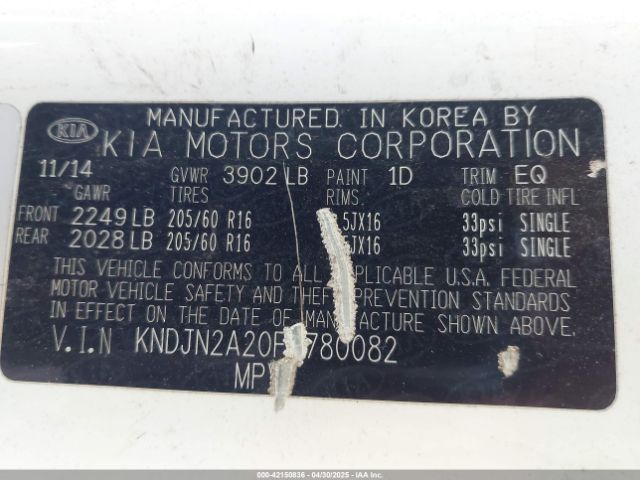 KIA
MANUFACTURED IN KOREA BY
KIA MOTORS CORPORATION
11/14 GVWR 3902 LB PAINT 1D TRIM EQ
GAWR TIRES RIMS COLD TIRE INFL
FRONT 2249 LB 205/60 R16 5JX16 33psi SINGLE
REAR 2028 LB 205/60 R16 JX16 33psi SINGLE
THIS VEHICLE CONFORMS TO ALL APPLICABLE U.S.A. FEDERAL
MOTOR VEHICLE SAFETY AND THEFT PREVENTION STANDARDS
IN EFFECT ON THE DATE OF MANUFACTURE SHOWN ABOVE.
V.I.N KNDJN2A20F 780082
MP
000-42150836 - 04/30/2025 - IAA, Inc.